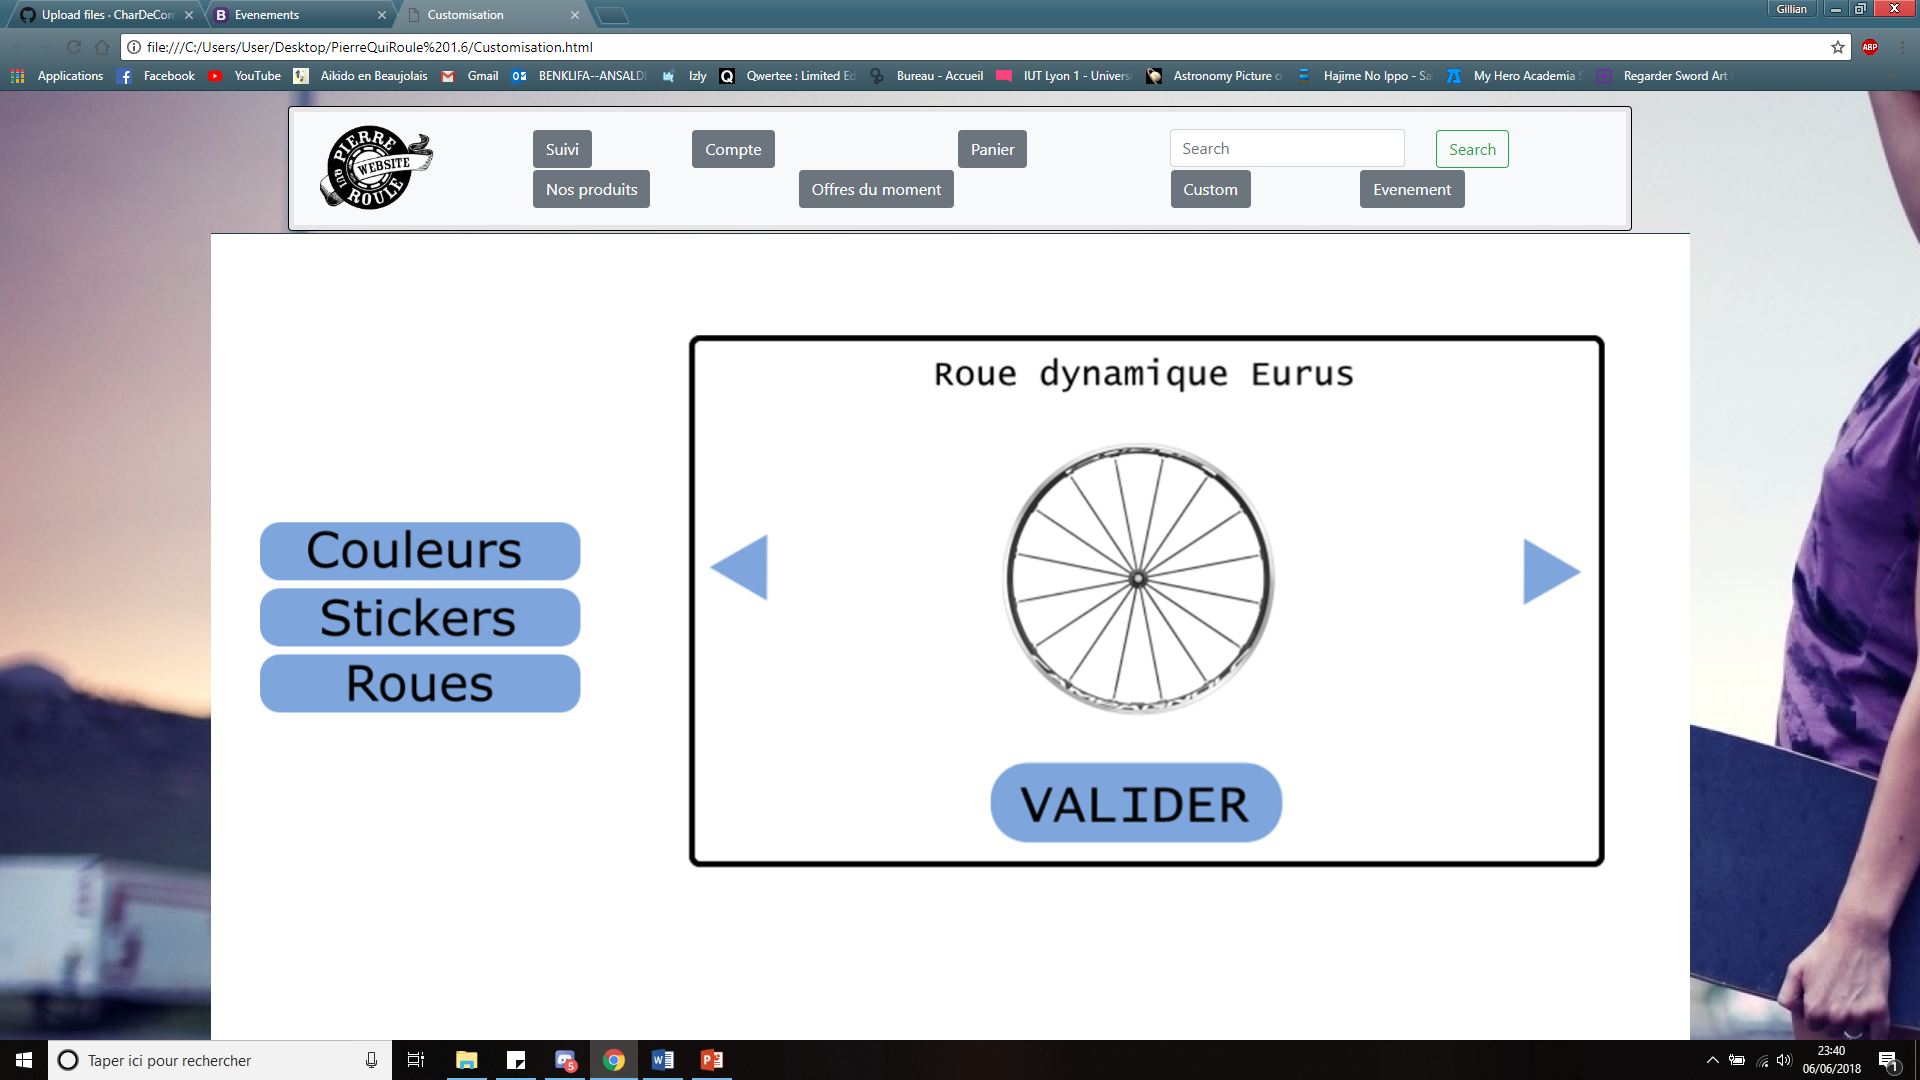 Upload files · CharDeCom
Evenements
Customisation
Gillian
file:///C:/Users/User/Desktop/PierreQuiRoule%201.6/Customisation.html
ABP
Applications
Facebook
YouTube
Aikido en Beaujolais
Gmail
BENKLIFA--ANSALDI
Izly
Qwertee : Limited Ed
Bureau - Accueil
IUT Lyon 1 - Univers
Astronomy Picture o
Hajime No Ippo - Sa
My Hero Academia S
Regarder Sword Art
PIERRE
WEBSITE
QUI
ROULE
Suivi
Compte
Panier
Search
Search
Nos produits
Offres du moment
Custom
Evenement
Roue dynamique Eurus
Couleurs
Stickers
Roues
VALIDER
Taper ici pour rechercher
5
23:40
06/06/2018
1